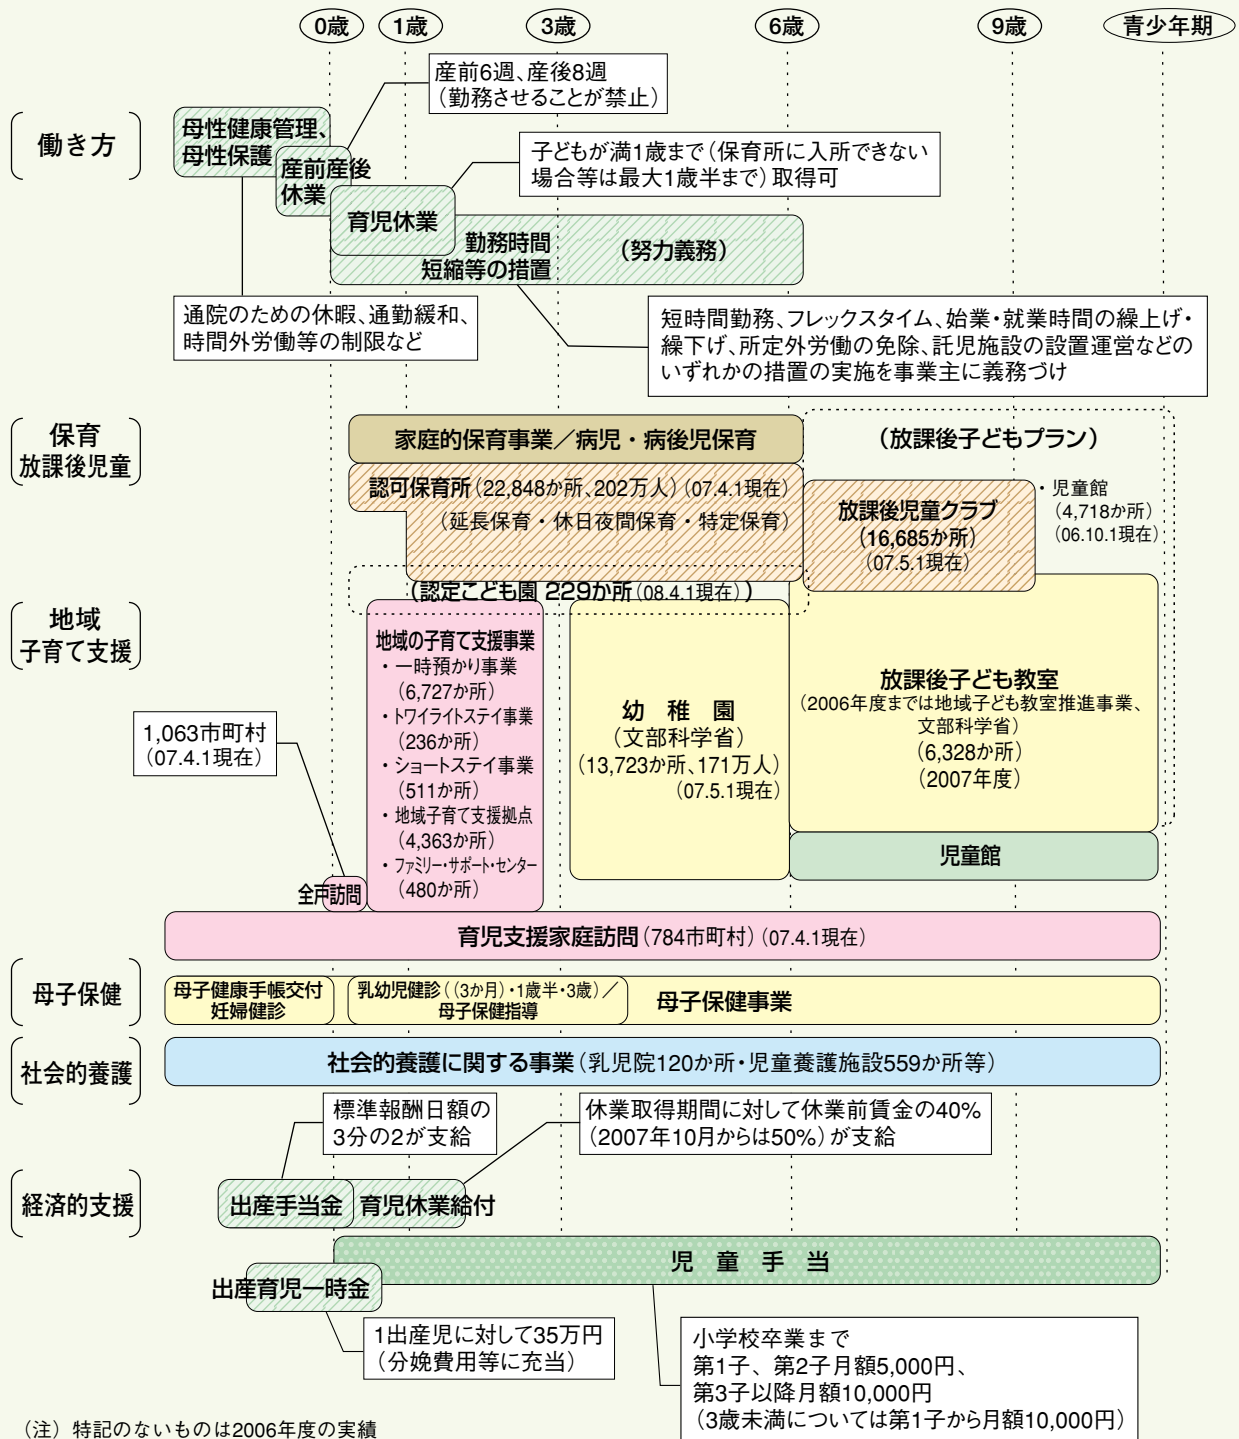 0歳
1歳
3歳
6歳
9歳
青少年期
働き方
産前6週、産後8週
（勤務させることが禁止）
母性健康管理、
母性保護
産前産後
休業
子どもが満1歳まで（保育所に入所できない
場合等は最大1歳半まで）取得可
育児休業
勤務時間
短縮等の措置
（努力義務）
通院のための休暇、通勤緩和、
時間外労働等の制限など
短時間勤務、フレックスタイム、始業・就業時間の繰上げ・
繰下げ、所定外労働の免除、託児施設の設置運営などの
いずれかの措置の実施を事業主に義務づけ
保育
放課後児童
家庭的保育事業／病児・病後児保育
（放課後子どもプラン）
認可保育所（22,848か所、202万人）（07.4.1現在）
（延長保育・休日夜間保育・特定保育）
放課後児童クラブ
（16,685か所）
（07.5.1現在）
・児童館
（4,718か所）
（06.10.1現在）
（認定こども園 229か所（08.4.1現在））
地域
子育て支援
地域の子育て支援事業
・一時預かり事業
（6,727か所）
・トワイライトステイ事業
（236か所）
・ショートステイ事業
（511か所）
・地域子育て支援拠点
（4,363か所）
・ファミリー・サポート・センター
（480か所）
幼 稚 園
（文部科学省）
（13,723か所、171万人）
（07.5.1現在）
放課後子ども教室
（2006年度までは地域子ども教室推進事業、
文部科学省）
（6,328か所）
（2007年度）
児童館
1,063市町村
（07.4.1現在）
全戸訪問
育児支援家庭訪問（784市町村）（07.4.1現在）
母子保健
母子健康手帳交付
妊婦健診
乳幼児健診（（3か月）・1歳半・3歳）／
母子保健指導
母子保健事業
社会的養護
社会的養護に関する事業（乳児院120か所・児童養護施設559か所等）
標準報酬日額の
3分の2が支給
休業取得期間に対して休業前賃金の40%
（2007年10月からは50%）が支給
経済的支援
出産手当金
育児休業給付
児 童 手 当
出産育児一時金
1出産児に対して35万円
（分娩費用等に充当）
小学校卒業まで
第1子、第2子月額5,000円、
第3子以降月額10,000円
（3歳未満については第1子から月額10,000円）
（注）特記のないものは2006年度の実績